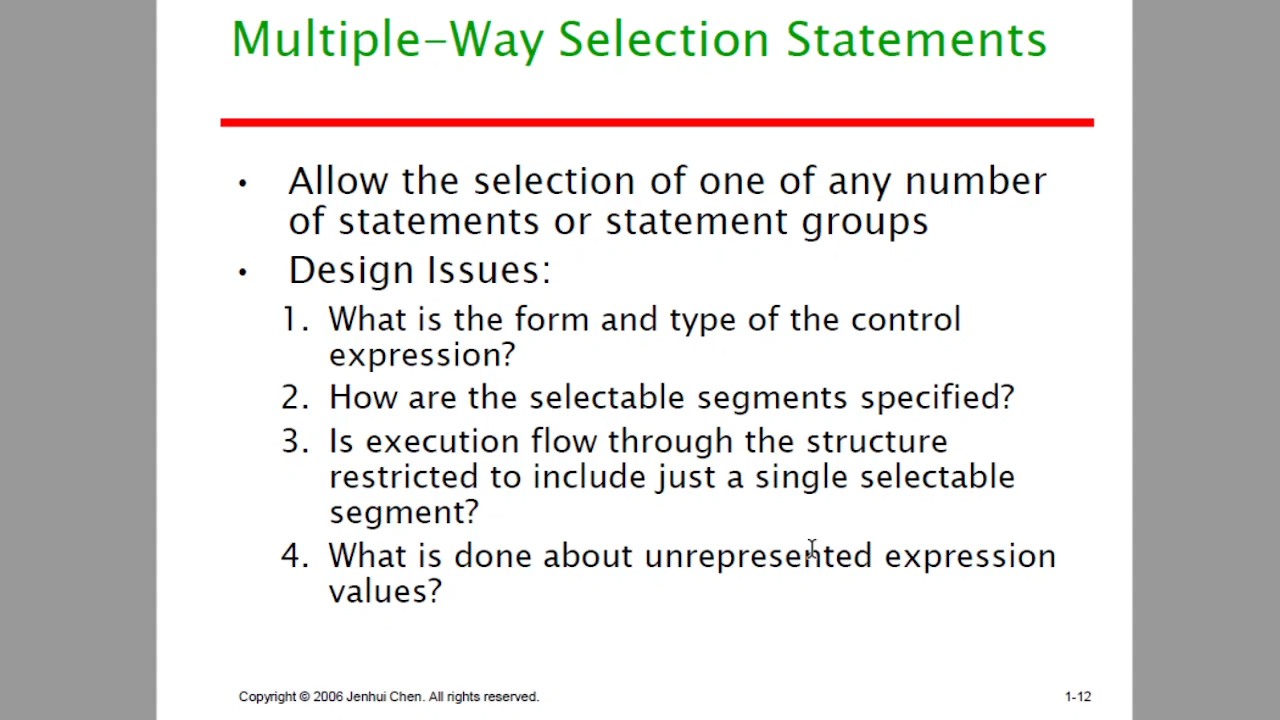 Multiple-Way Selection Statements
• Allow the selection of one of any number
of statements or statement groups
• Design Issues:
1. What is the form and type of the control
expression?
2. How are the selectable segments specified?
3. Is execution flow through the structure
restricted to include just a single selectable
segment?
4. What is done about unrepresented expression
values?
Copyright © 2006 Jenhui Chen. All rights reserved.
1-12